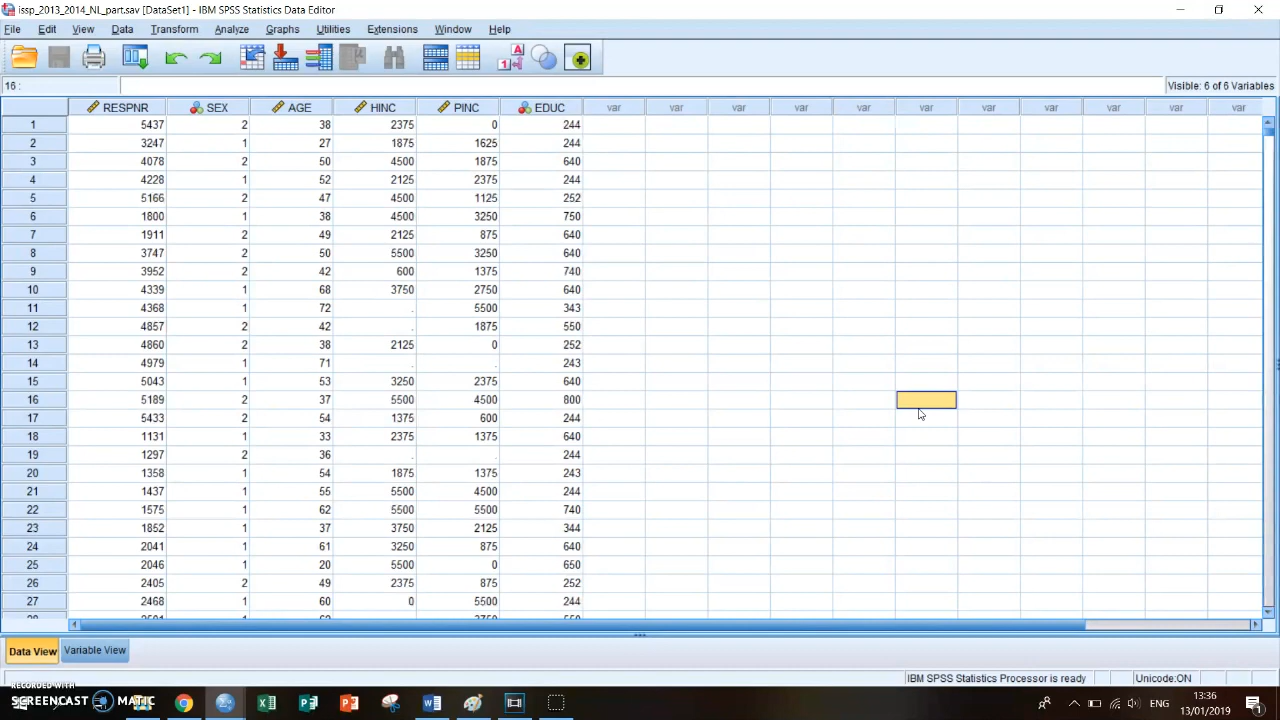 issp_2013_2014_NL_part.sav [DataSet1] - IBM SPSS Statistics Data Editor
File Edit View Data Transform Analyze Graphs Utilities Extensions Window Help
16 : Visible: 6 of 6 Variables
RESPNR SEX AGE HINC PINC EDUC var var var var var var var var var var var
1 5437 2 38 2375 0 244
2 3247 1 27 1875 1625 244
3 4078 2 50 4500 1875 640
4 4228 1 52 2125 2375 244
5 5166 2 47 4500 1125 252
6 1800 1 38 4500 3250 750
7 1911 2 49 2125 875 640
8 3747 2 50 5500 3250 640
9 3952 2 42 600 1375 740
10 4339 1 68 3750 2750 640
11 4368 1 72 . 5500 343
12 4857 2 42 . 1875 550
13 4860 2 38 2125 0 252
14 4979 1 71 . . 243
15 5043 1 53 3250 2375 640
16 5189 2 37 5500 4500 800
17 5433 2 54 1375 600 244
18 1131 1 33 2375 1375 640
19 1297 2 36 . . 244
20 1358 1 54 1875 1375 243
21 1437 1 55 5500 4500 244
22 1575 1 62 5500 5500 740
23 1852 1 37 3750 2125 344
24 2041 1 61 3250 875 640
25 2046 1 20 5500 0 650
26 2405 2 49 2375 875 252
27 2468 1 60 0 5500 244
Data View Variable View
IBM SPSS Statistics Processor is ready Unicode:ON
RECORDED WITH
SCREENCAST MATIC
ENG 13:36
13/01/2019